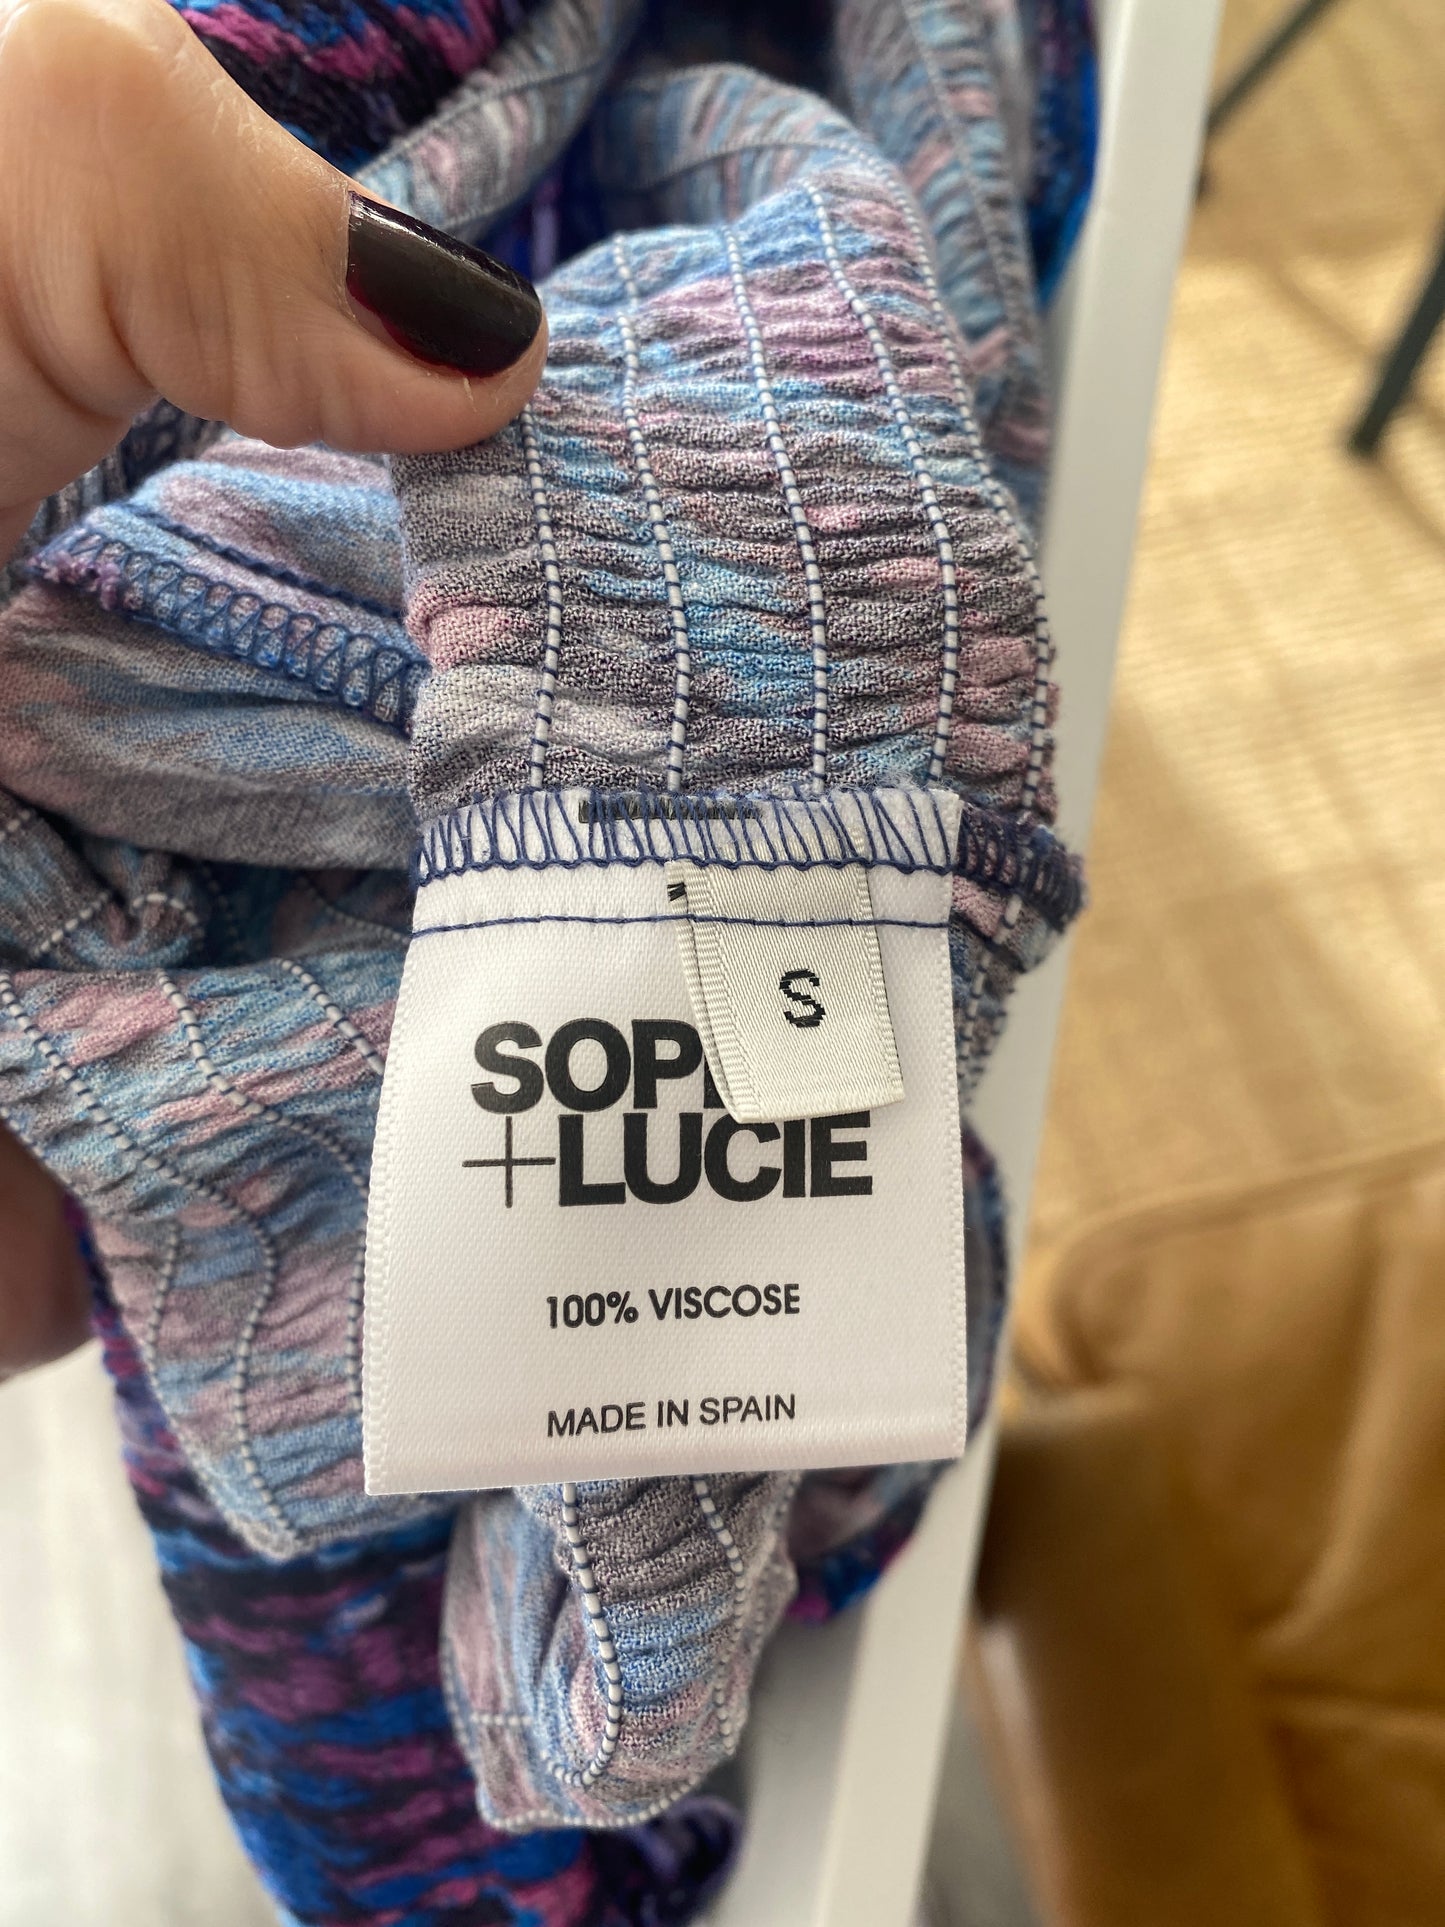 S
SOP
+LUCIE
100% VISCOSE
MADE IN SPAIN